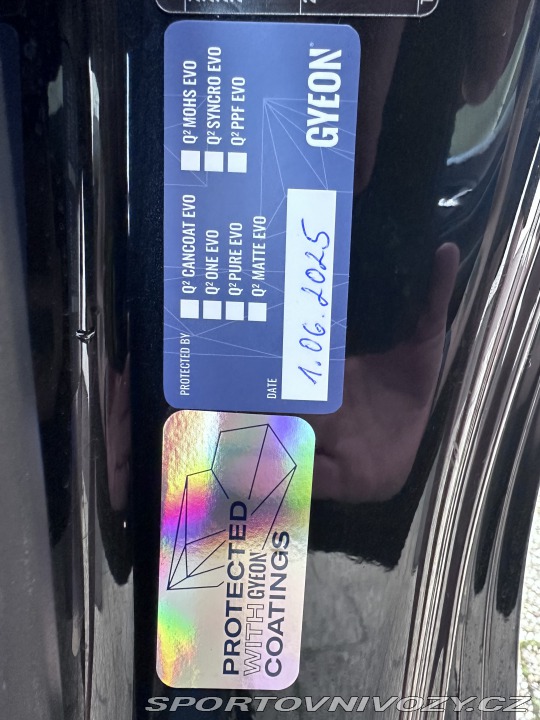 PROTECTED BY
Q² CANCOAT EVO
Q² ONE EVO
Q² PURE EVO
Q² MATTE EVO
Q² MOHS EVO
Q² SYNCRO EVO
Q² PPF EVO
DATE
1.06.2025
GYEON
PROTECTED
WITH GYEON
COATINGS
SPORTOVNIVOZY.CZ